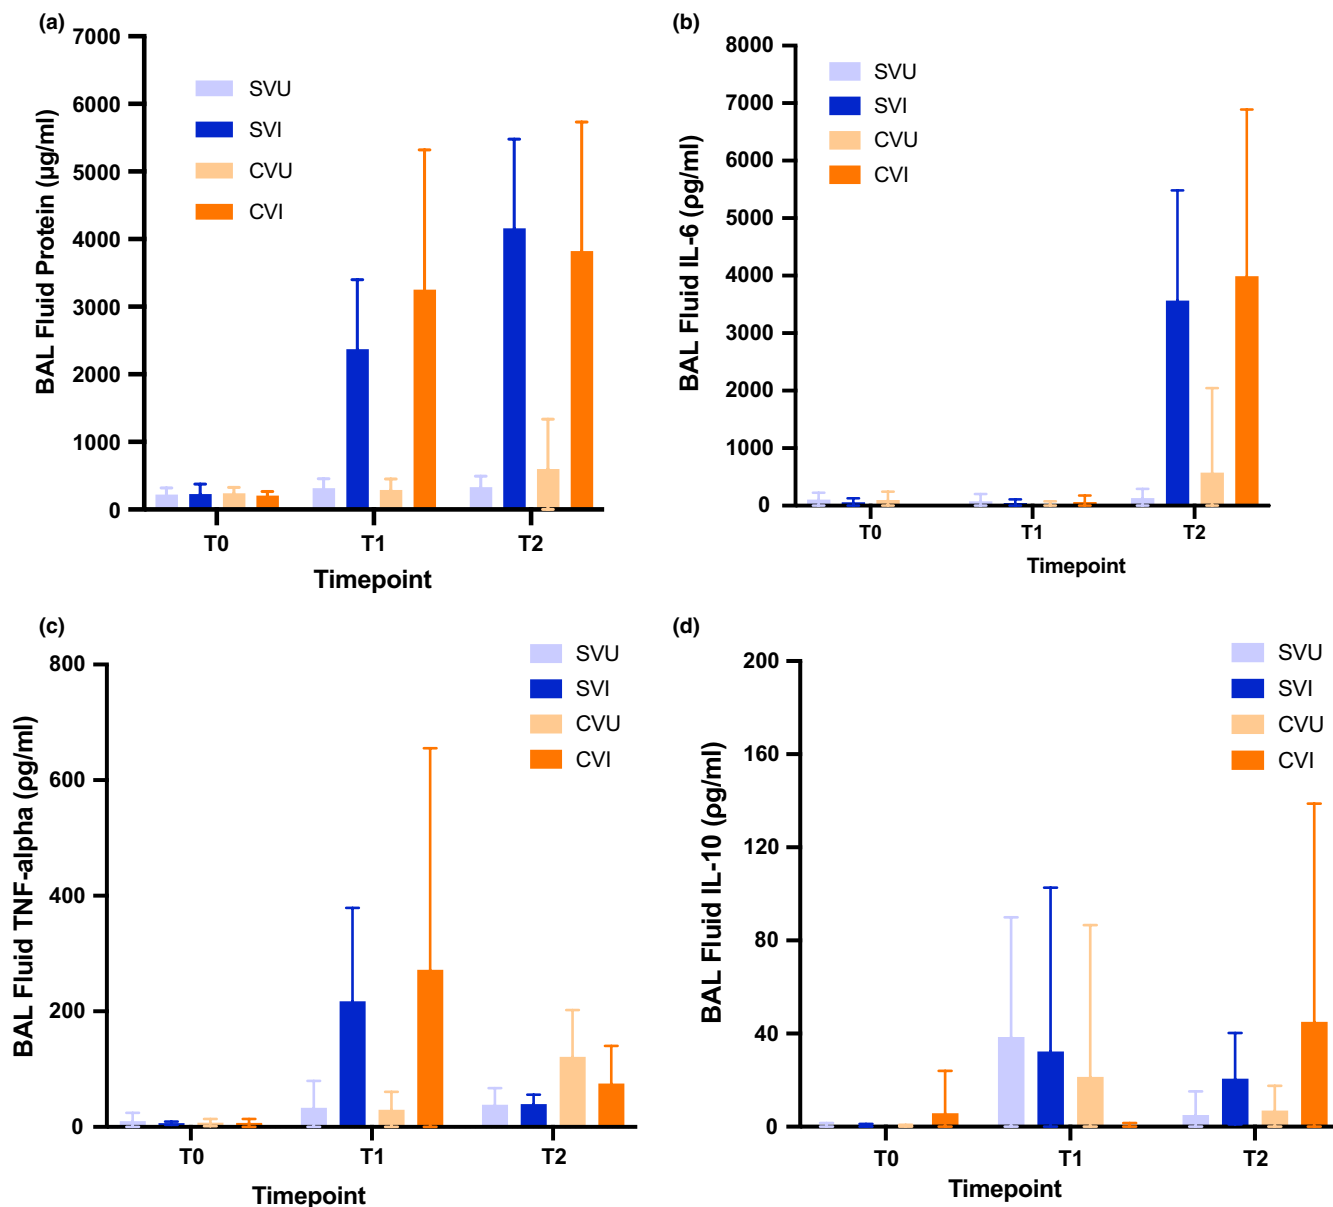 (a)
7000
6000
5000
4000
3000
2000
1000
0
BAL Fluid Protein (µg/ml)
SVU
SVI
CVU
CVI
T0 T1 T2
Timepoint
(b)
8000
7000
6000
5000
4000
3000
2000
1000
0
BAL Fluid IL-6 (ρg/ml)
SVU
SVI
CVU
CVI
T0 T1 T2
Timepoint
(c)
800
600
400
200
0
BAL Fluid TNF-alpha (ρg/ml)
SVU
SVI
CVU
CVI
T0 T1 T2
Timepoint
(d)
200
160
120
80
40
0
BAL Fluid IL-10 (ρg/ml)
SVU
SVI
CVU
CVI
T0 T1 T2
Timepoint